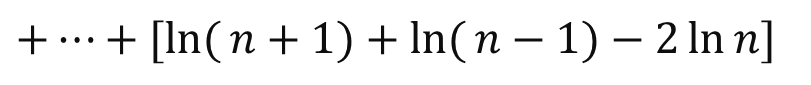 + ⋯ + [ln( n + 1) + ln( n − 1) − 2 ln n]